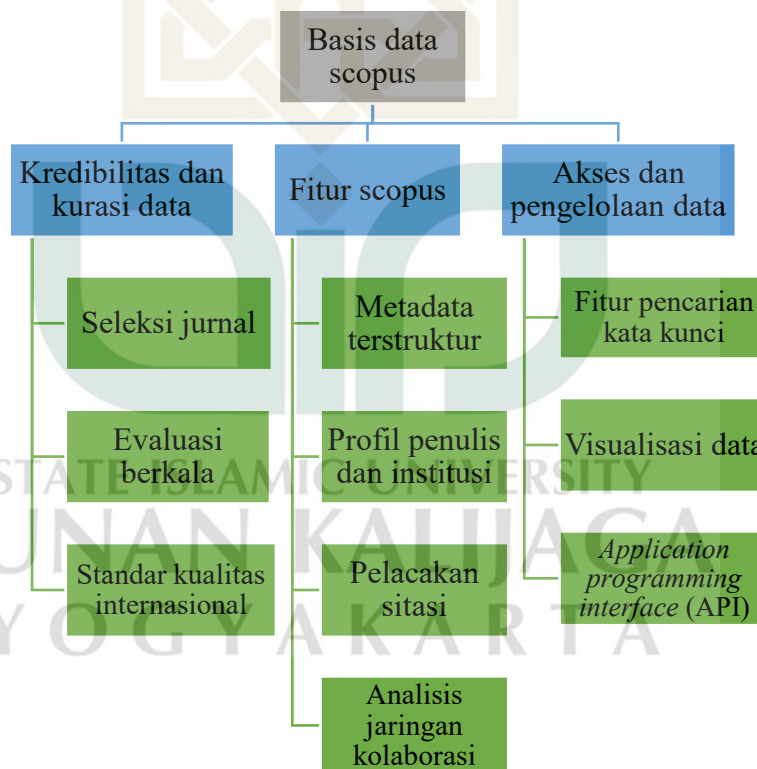 Basis data
scopus
Kredibilitas dan
kurasi data
Seleksi jurnal
Evaluasi
berkala
Standar kualitas
internasional
Fitur scopus
Metadata
terstruktur
Profil penulis
dan institusi
Pelacakan
sitasi
Analisis
jaringan
kolaborasi
Akses dan
pengelolaan data
Fitur pencarian
kata kunci
Visualisasi data
Application
programming
interface (API)
STATE ISLAMIC UNIVERSITY
SUNAN KALIJAGA
YOGYAKARTA